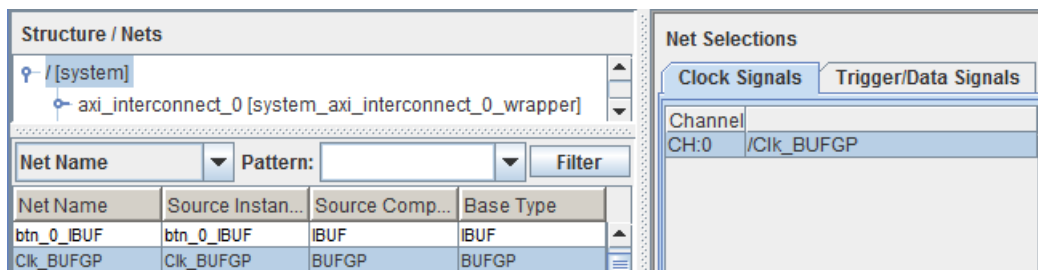 Structure / Nets
/ [system]
axi_interconnect_0 [system_axi_interconnect_0_wrapper]
Net Name Pattern: Filter
Net Name Source Instan... Source Comp... Base Type
btn_0_IBUF btn_0_IBUF IBUF IBUF
Clk_BUFGP Clk_BUFGP BUFGP BUFGP
Net Selections
Clock Signals Trigger/Data Signals
Channel
CH:0 /Clk_BUFGP